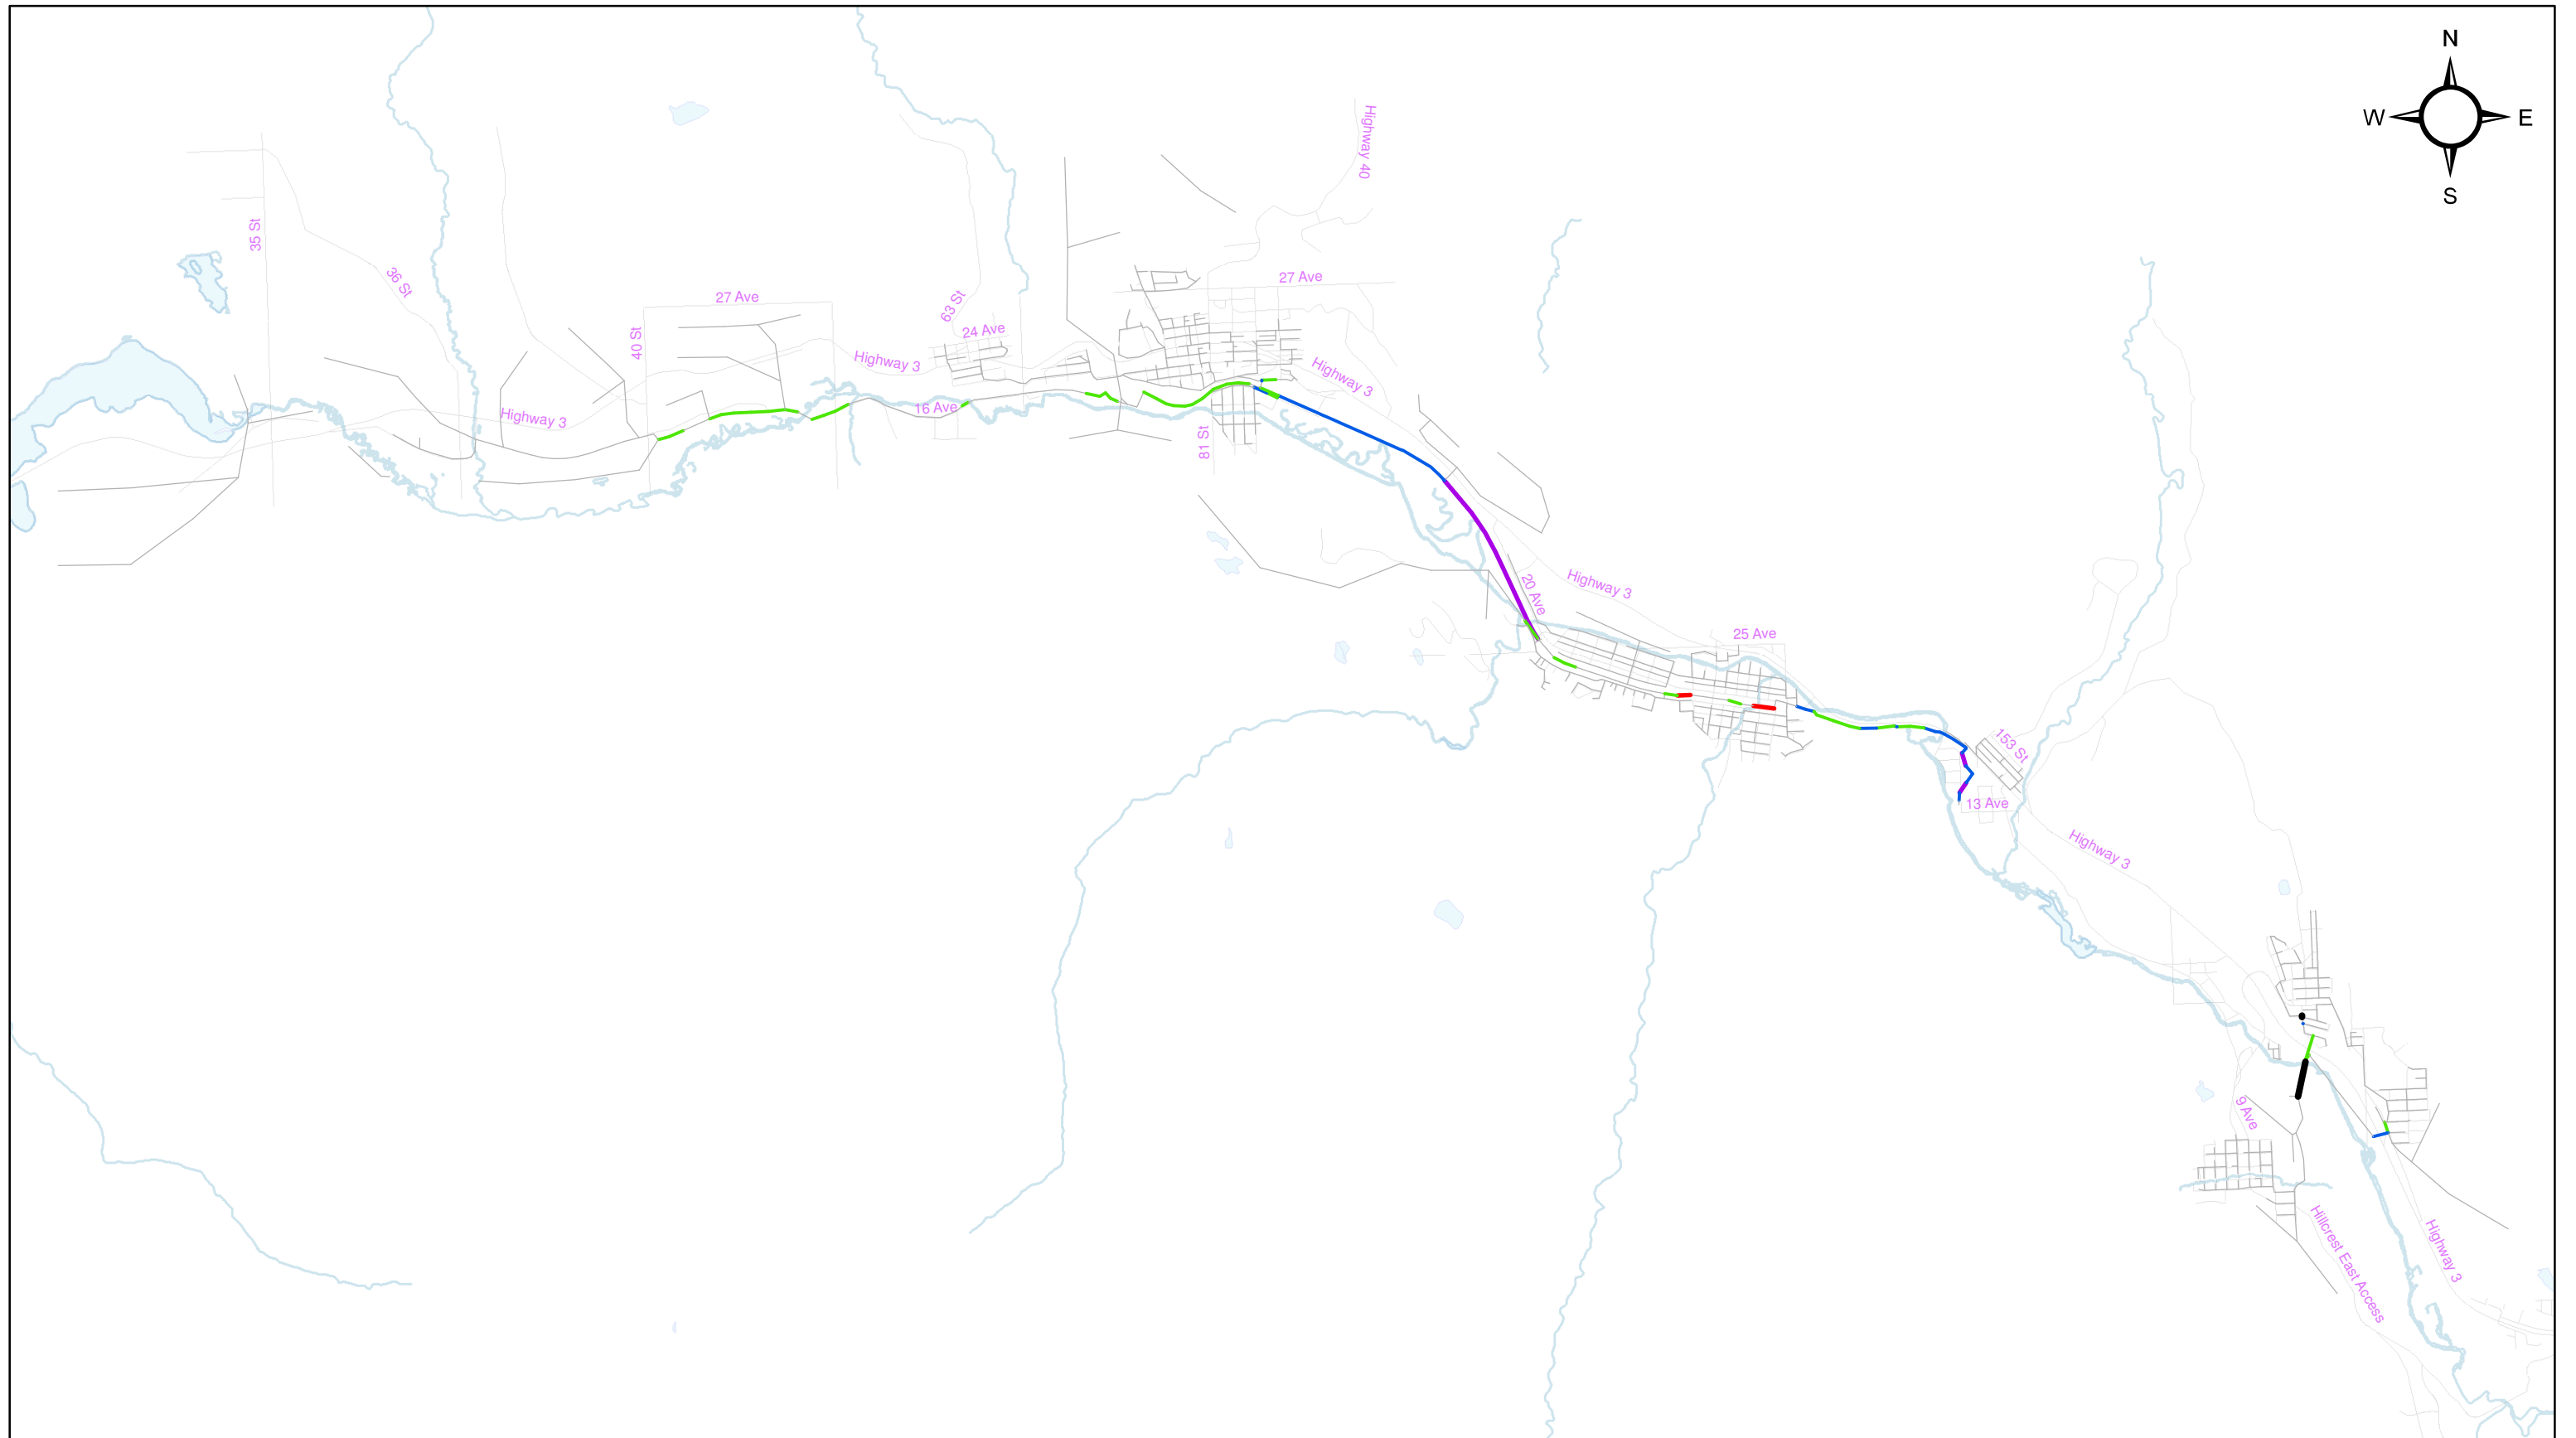 N
W
E
S
Highway 40
35 St
36 St
27 Ave
27 Ave
63 St
24 Ave
40 St
Highway 3
Highway 3
16 Ave
Highway 3
81 St
20 Ave
Highway 3
25 Ave
153 St
13 Ave
Highway 3
9 Ave
Hillcrest East Access
Highway 3